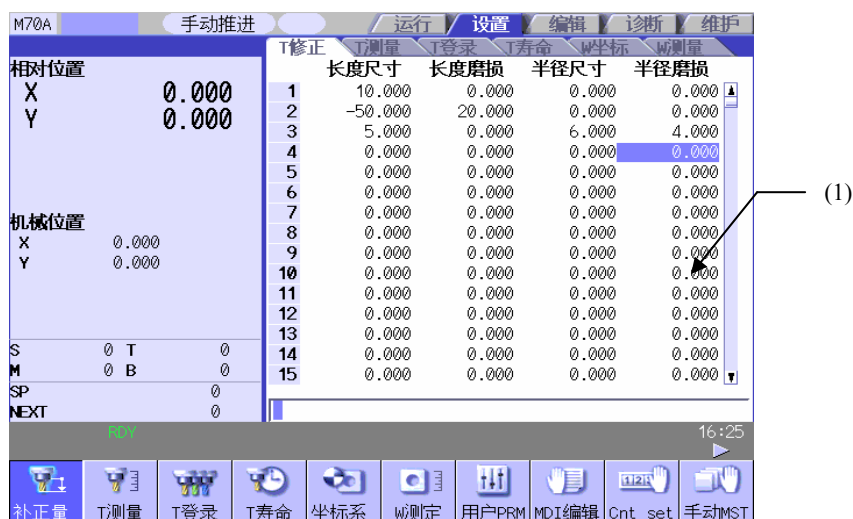 M70A 手动推进 运行 设置 编辑 诊断 维护
T修正 T测量 T登录 T寿命 W坐标 W测量
相对位置
X 0.000
Y 0.000
机械位置
X 0.000
Y 0.000
S 0 T 0
M 0 B 0
SP 0
NEXT 0
长度尺寸 长度磨损 半径尺寸 半径磨损
1 10.000 0.000 0.000 0.000
2 -50.000 20.000 0.000 0.000
3 5.000 0.000 6.000 4.000
4 0.000 0.000 0.000 0.000
5 0.000 0.000 0.000 0.000
6 0.000 0.000 0.000 0.000
7 0.000 0.000 0.000 0.000
8 0.000 0.000 0.000 0.000
9 0.000 0.000 0.000 0.000
10 0.000 0.000 0.000 0.000
11 0.000 0.000 0.000 0.000
12 0.000 0.000 0.000 0.000
13 0.000 0.000 0.000 0.000
14 0.000 0.000 0.000 0.000
15 0.000 0.000 0.000 0.000
(1)
RDY 16:25
补正量 T测量 T登录 T寿命 坐标系 W测定 用户PRM MDI编辑 Cnt set 手动MST